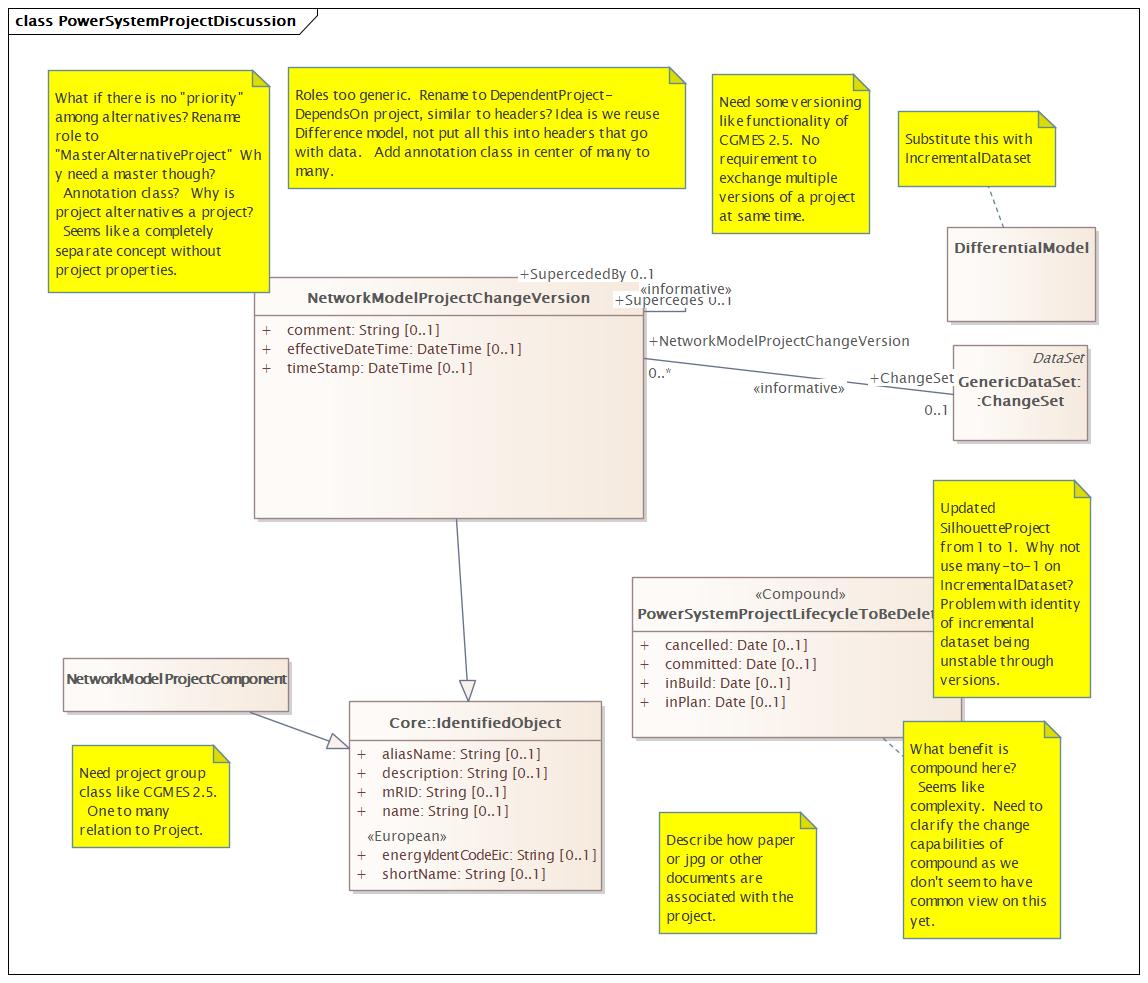 class PowerSystemProjectDiscussion
What if there is no "priority"
among alternatives? Rename
role to
"MasterAlternativeProject"  Wh
y need a master though?
Annotation class?   Why is
project alternatives a project?
Seems like a completely
separate concept without
project properties.
Roles too generic.  Rename to DependentProject-
DependsOn project, similar to headers? Idea is we reuse
Difference model, not put all this into headers that go
with data.   Add annotation class in center of many to
many.
Need some versioning
like functionality of
CGMES 2.5.  No
requirement to
exchange multiple
versions of a project
at same time.
Substitute this with
IncrementalDataset
DifferentialModel
+SupercededBy 0..1
«informative»
+Supercedes 0..1
NetworkModelProjectChangeVersion
+ comment: String [0..1]
+ effectiveDateTime: DateTime [0..1]
+ timeStamp: DateTime [0..1]
+NetworkModelProjectChangeVersion
0..*
«informative»
+ChangeSet
0..1
DataSet
GenericDataSet:
:ChangeSet
Updated
SilhouetteProject
from 1 to 1.  Why not
use many-to-1 on
IncrementalDataset?
Problem with identity
of incremental
dataset being
unstable through
versions.
«Compound»
PowerSystemProjectLifecycleToBeDelet
+ cancelled: Date [0..1]
+ committed: Date [0..1]
+ inBuild: Date [0..1]
+ inPlan: Date [0..1]
NetworkModelProjectComponent
Core::IdentifiedObject
+ aliasName: String [0..1]
+ description: String [0..1]
+ mRID: String [0..1]
+ name: String [0..1]
«European»
+ energyIdentCodeEic: String [0..1]
+ shortName: String [0..1]
Need project group
class like CGMES 2.5.
One to many
relation to Project.
Describe how paper
or jpg or other
documents are
associated with the
project.
What benefit is
compound here?
Seems like
complexity.  Need to
clarify the change
capabilities of
compound as we
don't seem to have
common view on this
yet.